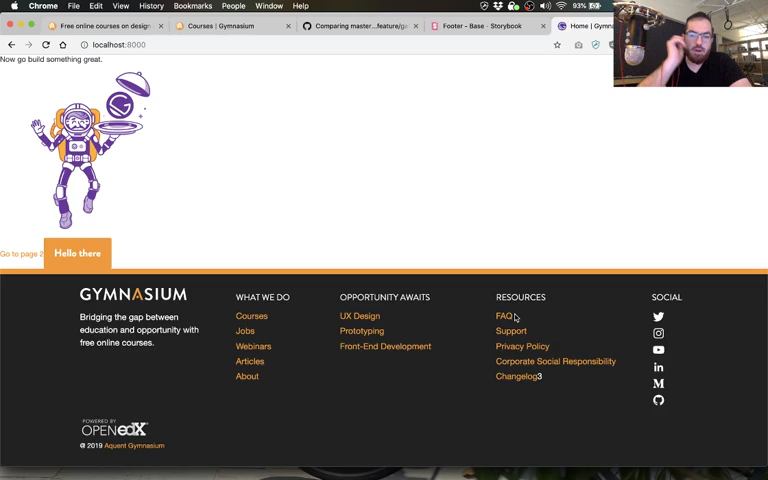 Chrome File Edit View History Bookmarks People Window Help 93%
Free online courses on design
Courses | Gymnasium
Comparing master...feature/ga
Footer - Base - Storybook
Home | Gymn
localhost:8000
Now go build something great.
Go to page 2 Hello there
GYMNASIUM
Bridging the gap between
education and opportunity with
free online courses.
POWERED BY
OPEN edX
@ 2019 Aquent Gymnasium
WHAT WE DO
Courses
Jobs
Webinars
Articles
About
OPPORTUNITY AWAITS
UX Design
Prototyping
Front-End Development
RESOURCES
FAQ
Support
Privacy Policy
Corporate Social Responsibility
Changelog3
SOCIAL